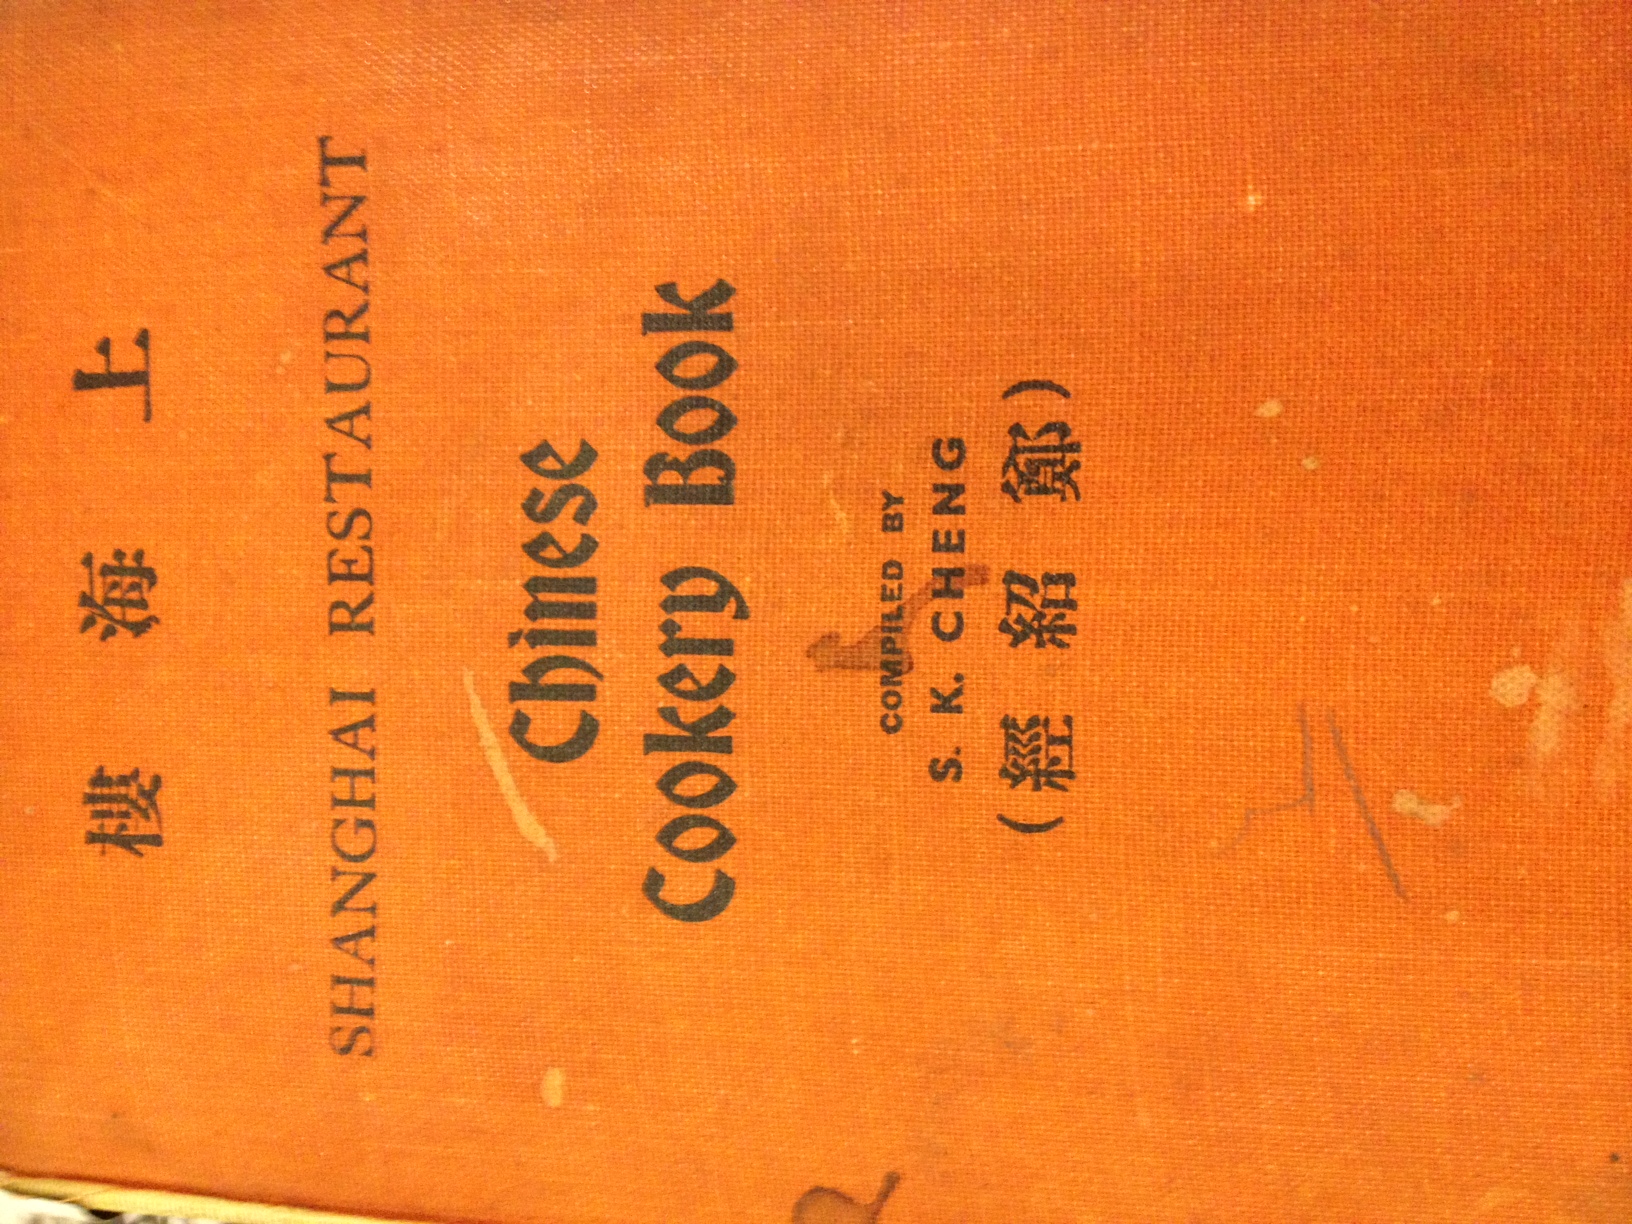 上海樓
SHANGHAI RESTAURANT
Chinese
Cookery Book
COMPILED BY
S. K. CHENG
(鄭紹經)